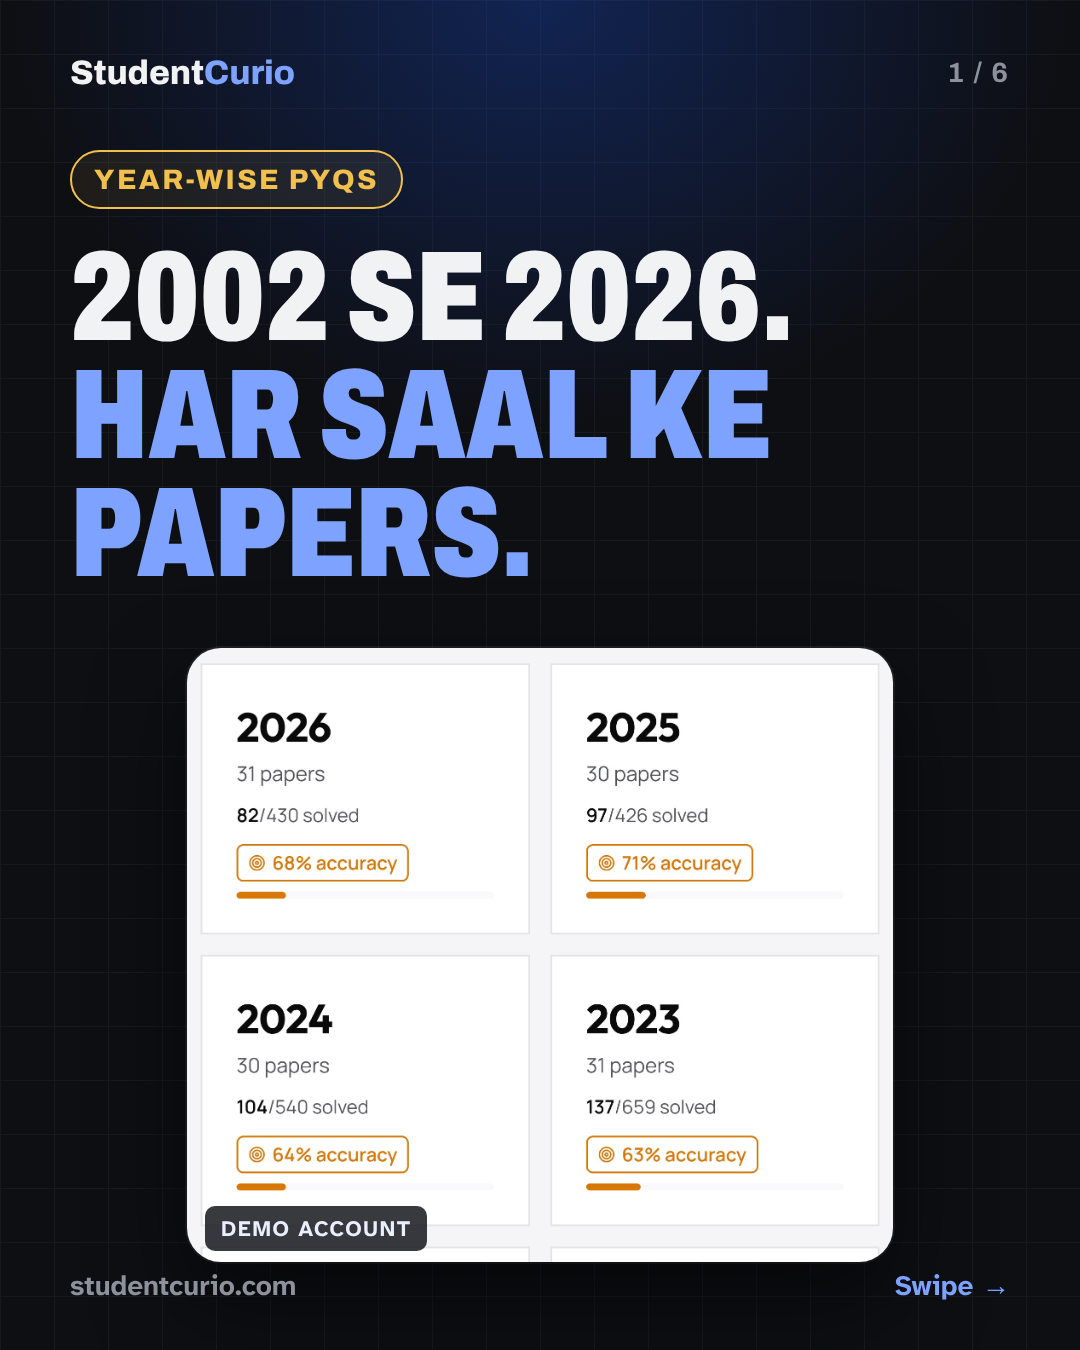 StudentCurio
1 / 6
YEAR-WISE PYQS
2002 SE 2026.
HAR SAAL KE
PAPERS.
2026
31 papers
82/430 solved
68% accuracy
2025
30 papers
97/426 solved
71% accuracy
2024
30 papers
104/540 solved
64% accuracy
2023
31 papers
137/659 solved
63% accuracy
DEMO ACCOUNT
studentcurio.com
Swipe →